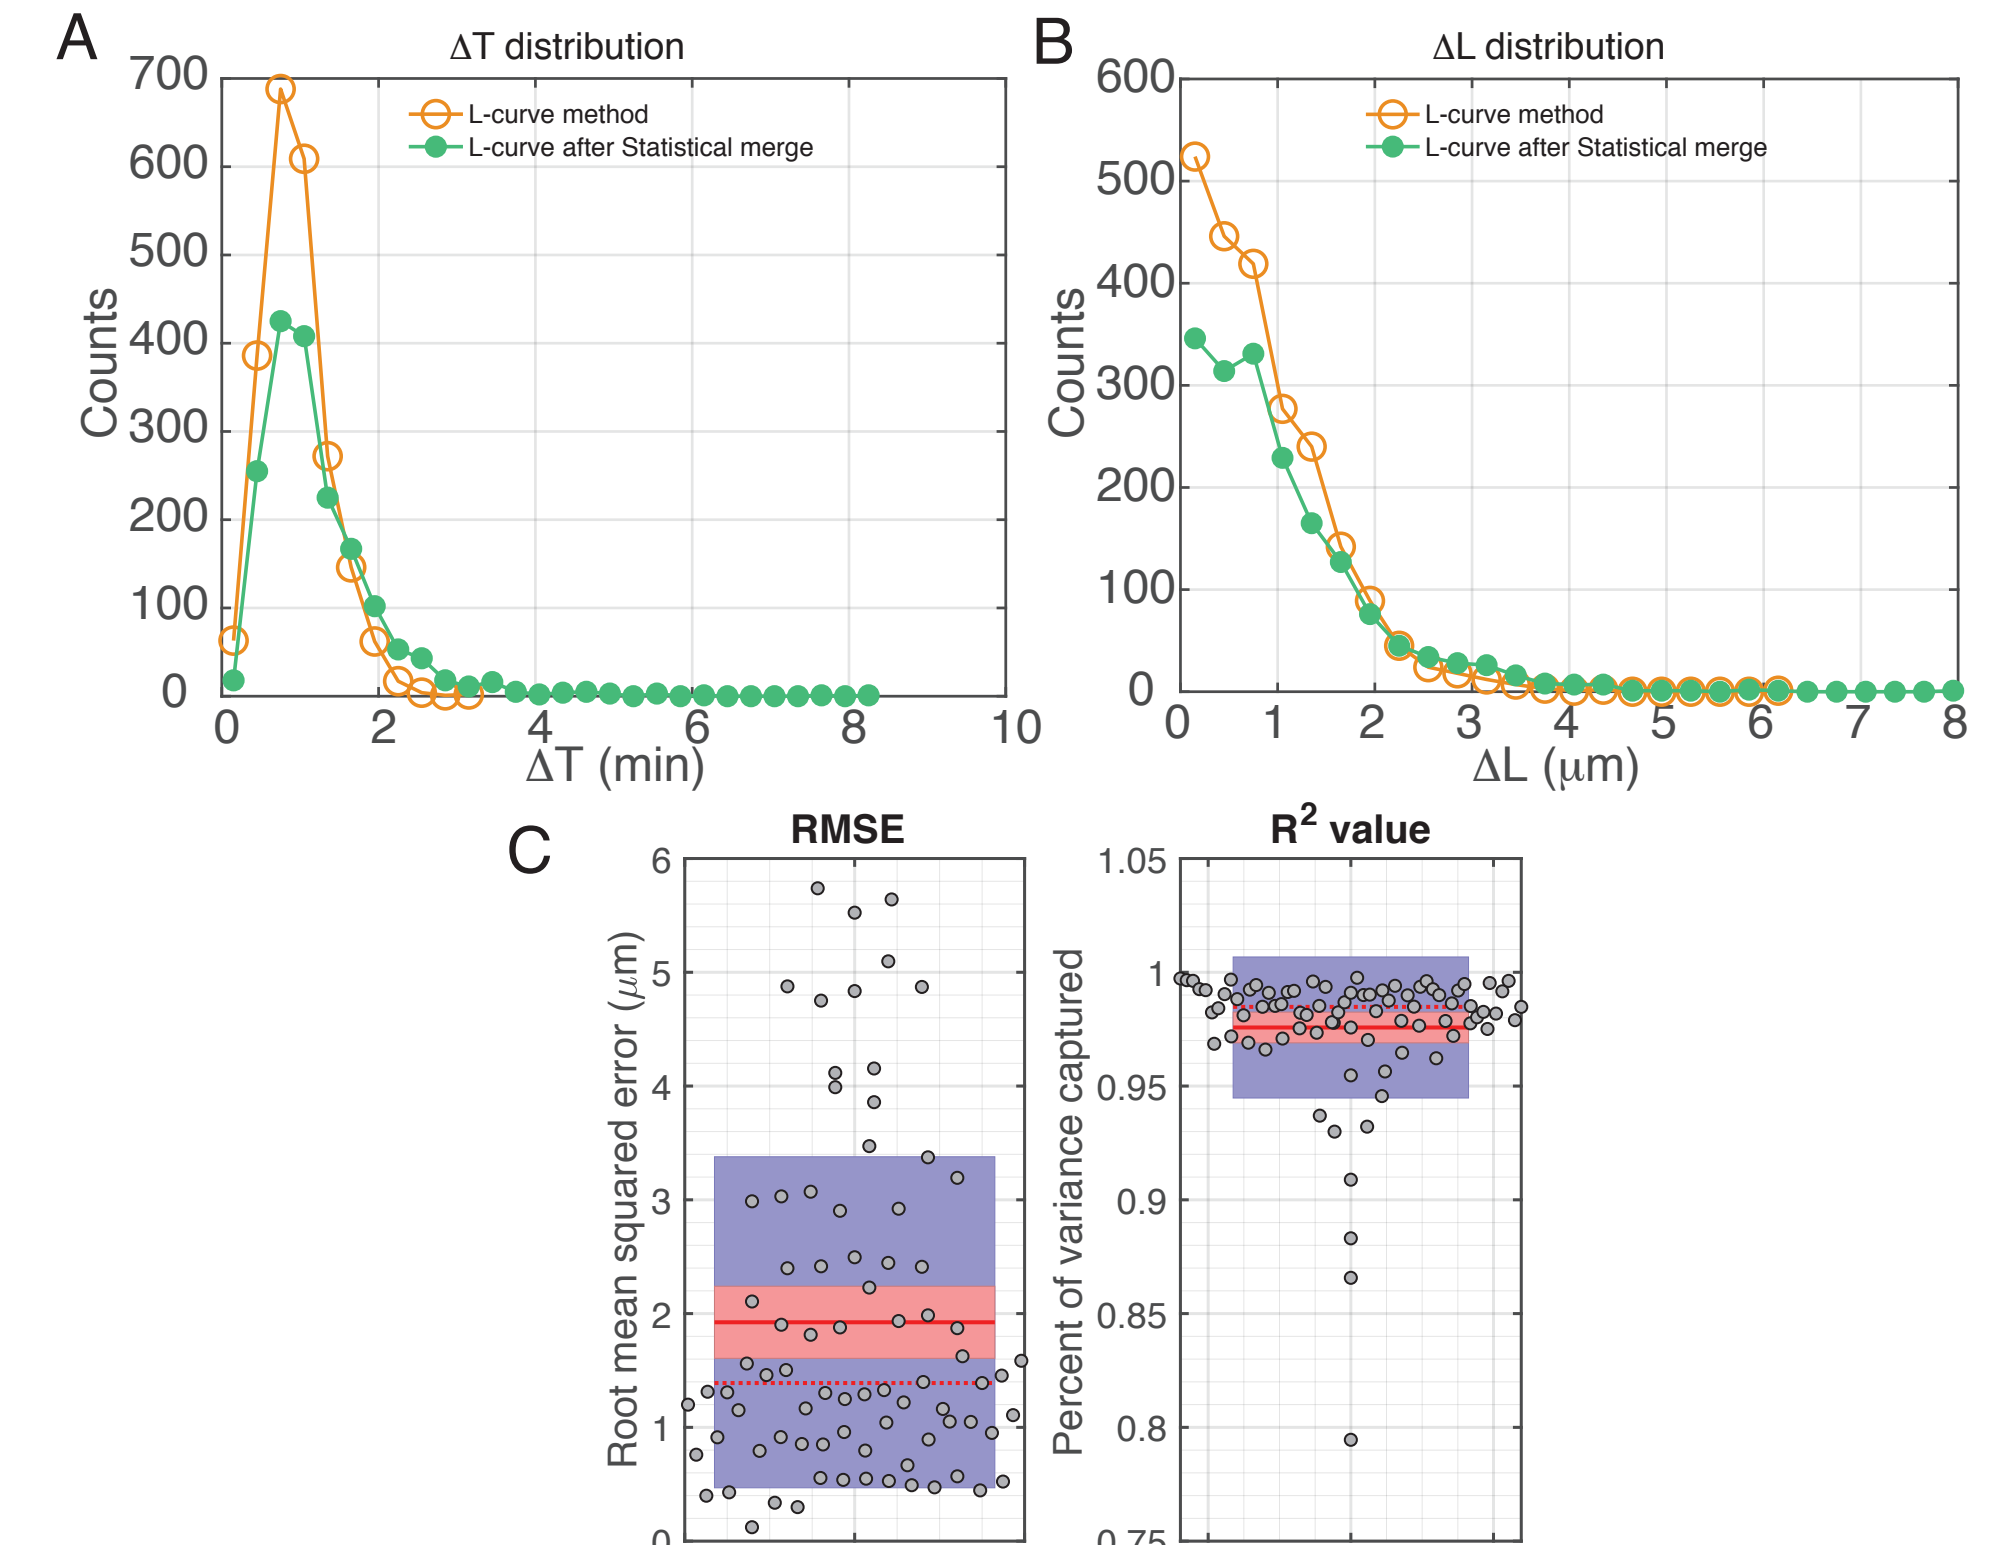 A
ΔT distribution
700
600
500
400
300
200
100
0
Counts
L-curve method
L-curve after Statistical merge
0 2 4 6 8 10
ΔT (min)
B
ΔL distribution
600
500
400
300
200
100
0
Counts
L-curve method
L-curve after Statistical merge
0 1 2 3 4 5 6 7 8
ΔL (μm)
C
RMSE
6
5
4
3
2
1
0
Root mean squared error (μm)
R² value
1.05
1
0.95
0.9
0.85
0.8
0.75
Percent of variance captured